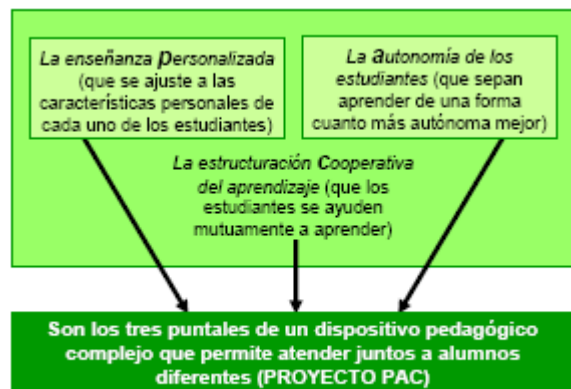 La enseñanza Personalizada
(que se ajuste a las
características personales de
cada uno de los estudiantes)
La autonomía de los
estudiantes (que sepan
aprender de una forma
cuanto más autónoma mejor)
La estructuración Cooperativa
del aprendizaje (que los
estudiantes se ayuden
mutuamente a aprender)
Son los tres puntales de un dispositivo pedagógico
complejo que permite atender juntos a alumnos
diferentes (PROYECTO PAC)